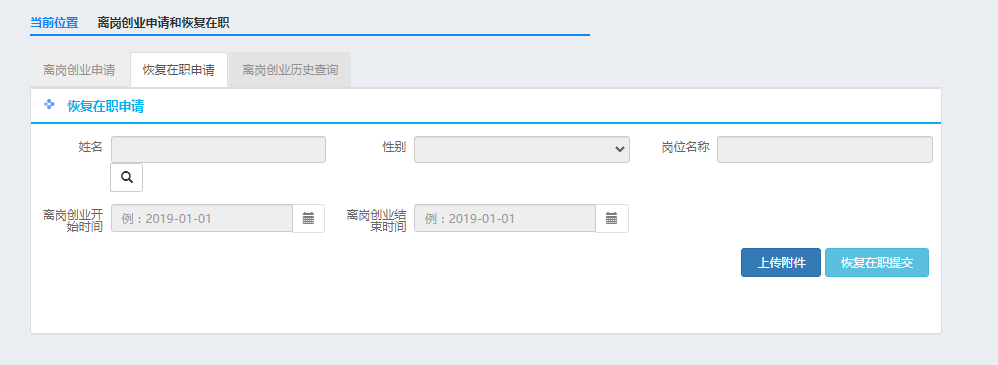 当前位置 离岗创业申请和恢复在职
离岗创业申请 恢复在职申请 离岗创业历史查询
恢复在职申请
姓名 性别 岗位名称
离岗创业开始时间 例：2019-01-01 离岗创业结束时间 例：2019-01-01
上传附件 恢复在职提交